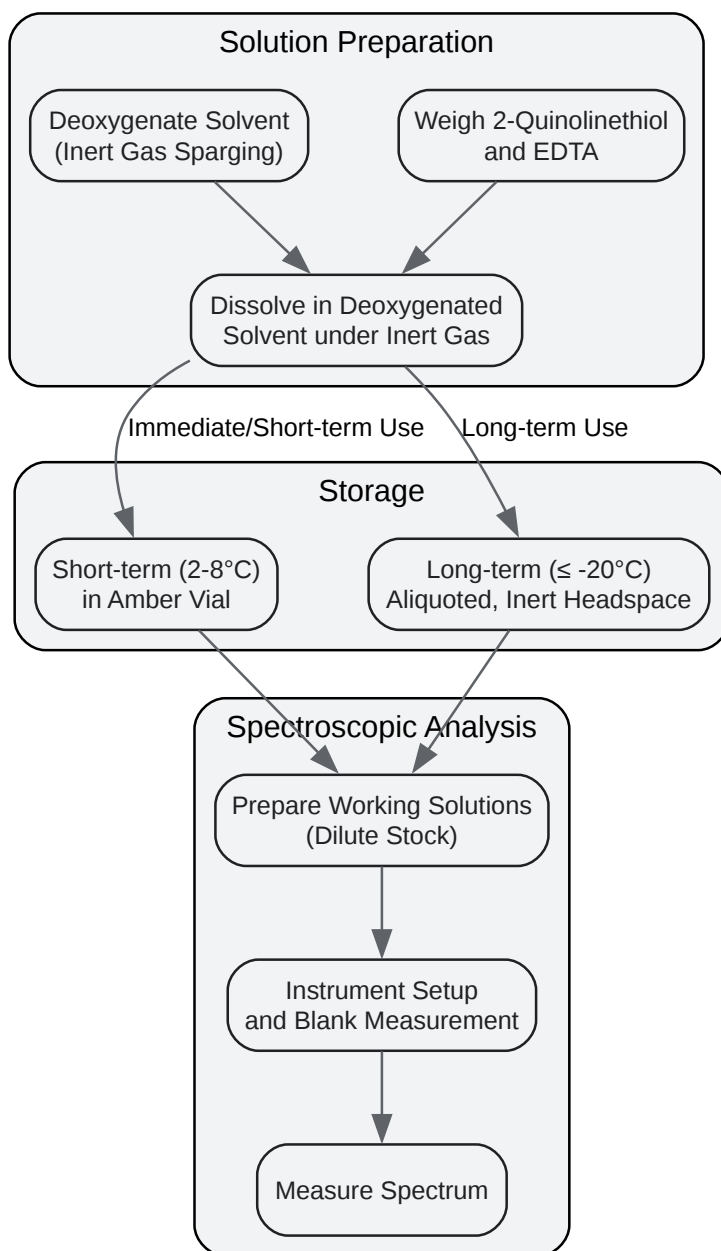 Solution Preparation
Deoxygenate Solvent
(Inert Gas Sparging)
Weigh 2-Quinolinethiol
and EDTA
Dissolve in Deoxygenated
Solvent under Inert Gas
Immediate/Short-term Use
Long-term Use
Storage
Short-term (2-8°C)
in Amber Vial
Long-term (≤ -20°C)
Aliquoted, Inert Headspace
Spectroscopic Analysis
Prepare Working Solutions
(Dilute Stock)
Instrument Setup
and Blank Measurement
Measure Spectrum